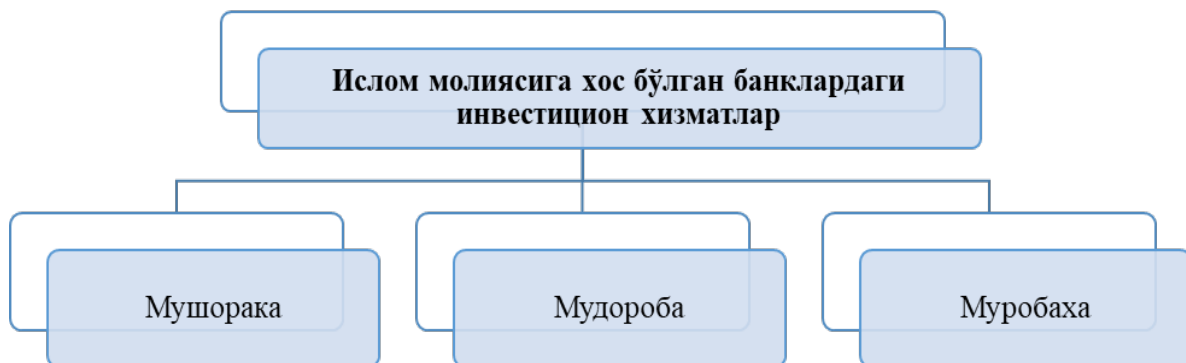 Ислом молиясига хос бўлган банклардаги
инвестицион хизматлар
Мушорака
Мудороба
Муробаха